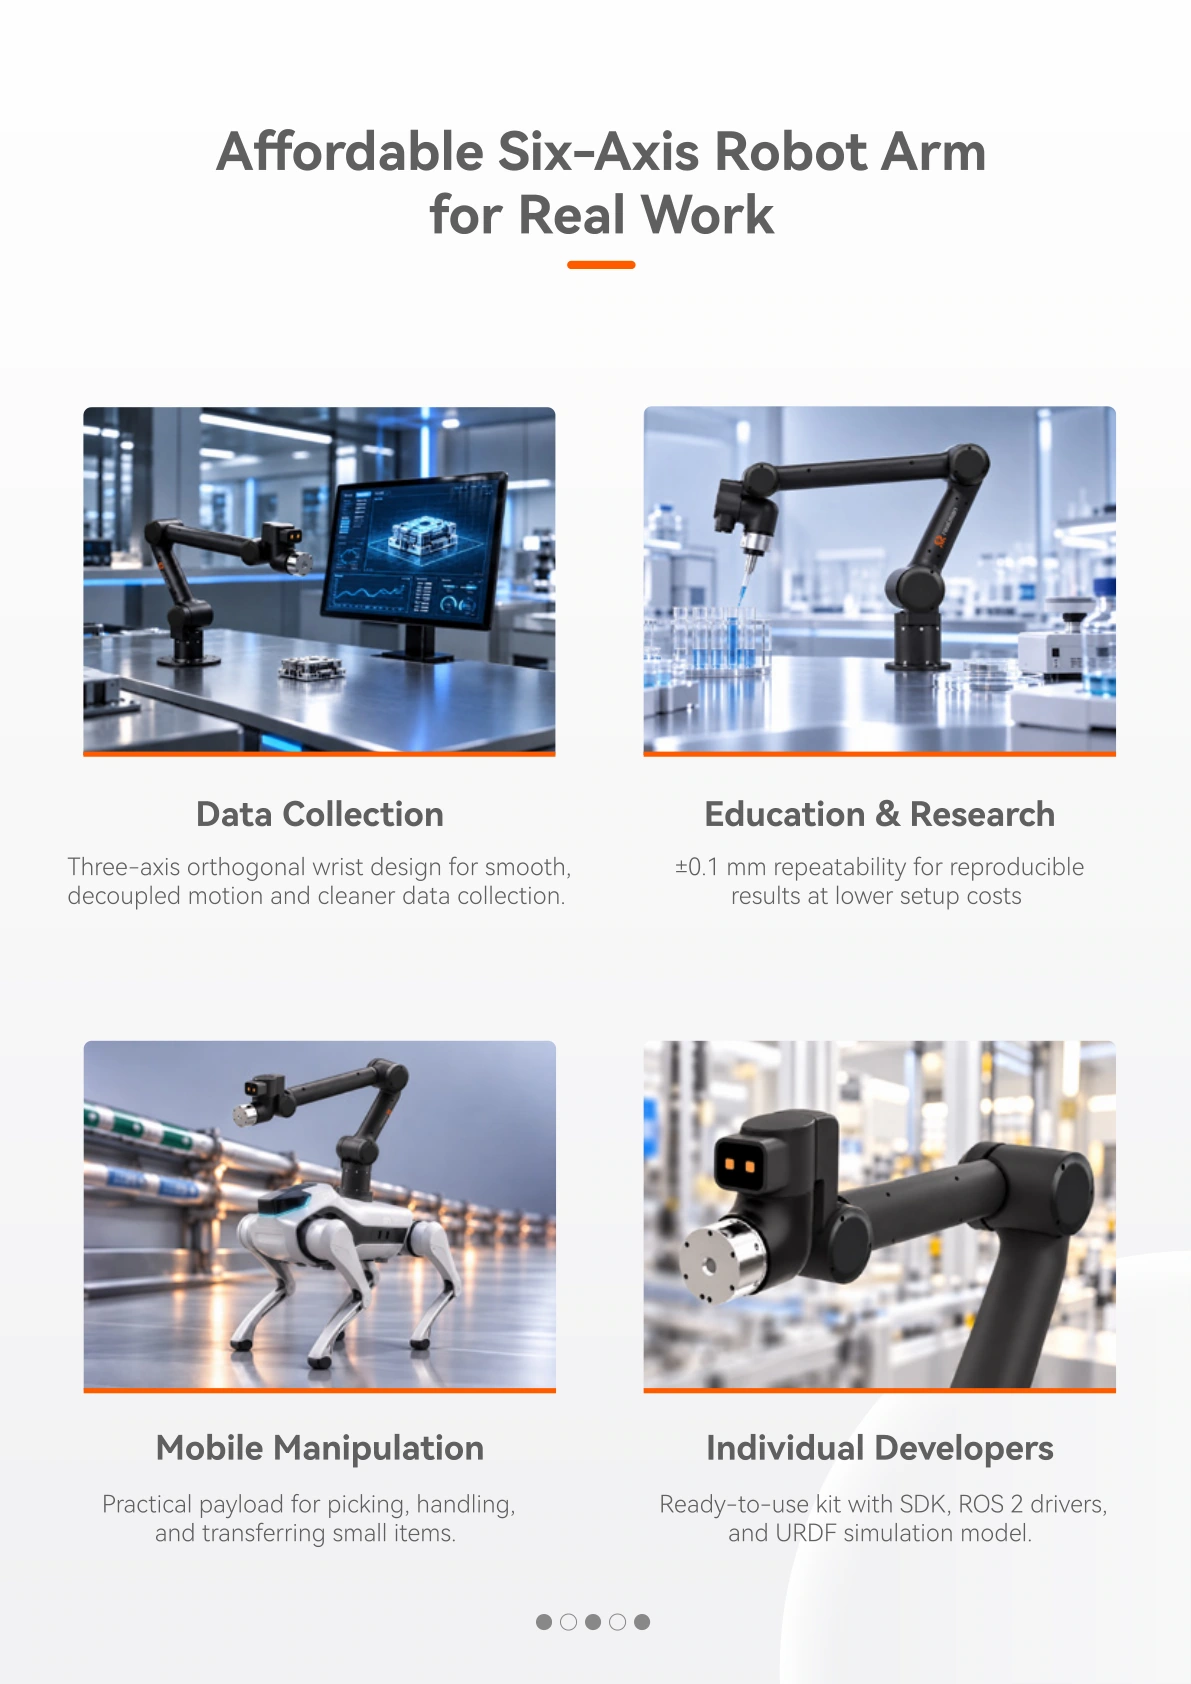 Affordable Six-Axis Robot Arm
for Real Work
Data Collection
Three-axis orthogonal wrist design for smooth,
decoupled motion and cleaner data collection.
Education & Research
±0.1 mm repeatability for reproducible
results at lower setup costs
Mobile Manipulation
Practical payload for picking, handling,
and transferring small items.
Individual Developers
Ready-to-use kit with SDK, ROS 2 drivers,
and URDF simulation model.